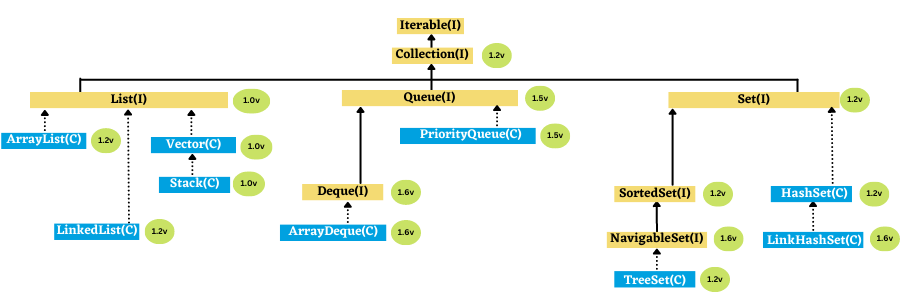 Iterable(I)
Collection(I) 1.2v
List(I) 1.0v
Queue(I) 1.5v
Set(I) 1.2v
ArrayList(C) 1.2v
Vector(C) 1.0v
PriorityQueue(C) 1.5v
Stack(C) 1.0v
Deque(I) 1.6v
SortedSet(I) 1.2v
HashSet(C) 1.2v
LinkedList(C) 1.2v
ArrayDeque(C) 1.6v
NavigableSet(I) 1.6v
LinkHashSet(C) 1.6v
TreeSet(C) 1.2v